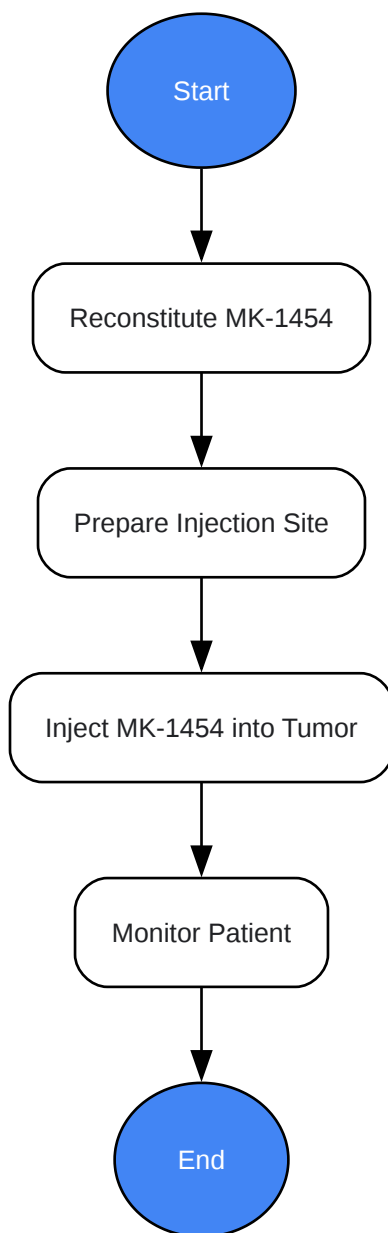 Start
Reconstitute MK-1454
Prepare Injection Site
Inject MK-1454 into Tumor
Monitor Patient
End